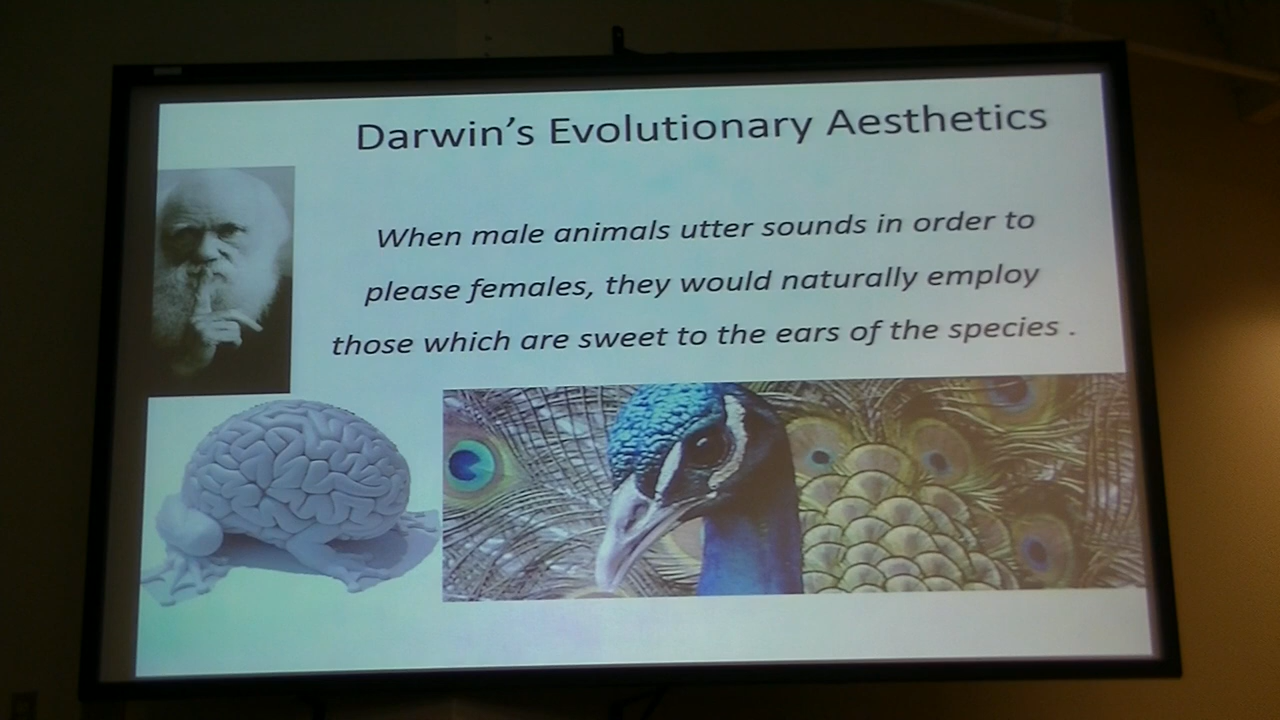 Darwin's Evolutionary Aesthetics
When male animals utter sounds in order to
please females, they would naturally employ
those which are sweet to the ears of the species .